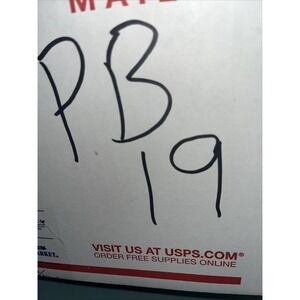 PB
19
VISIT US AT USPS.COM®
ORDER FREE SUPPLIES ONLINE